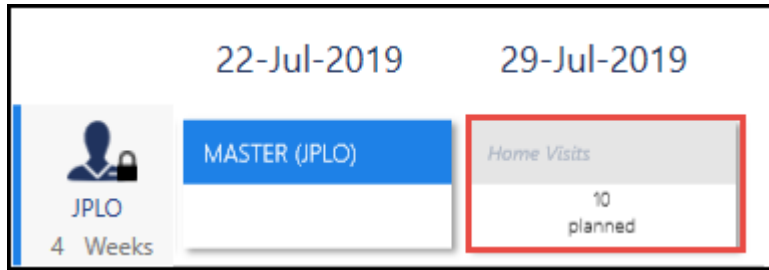 22-Jul-2019 29-Jul-2019
MASTER (JPLO) Home Visits
JPLO
4 Weeks
10
planned